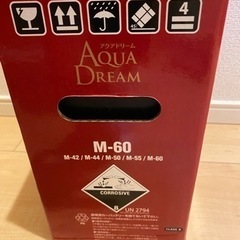 4
アクアドリーム
AQUA
DREAM
M-60
M-42 / M-44 / M-50 / M-55 / M-60
CORROSIVE
8
UN 2794
CLASS 8